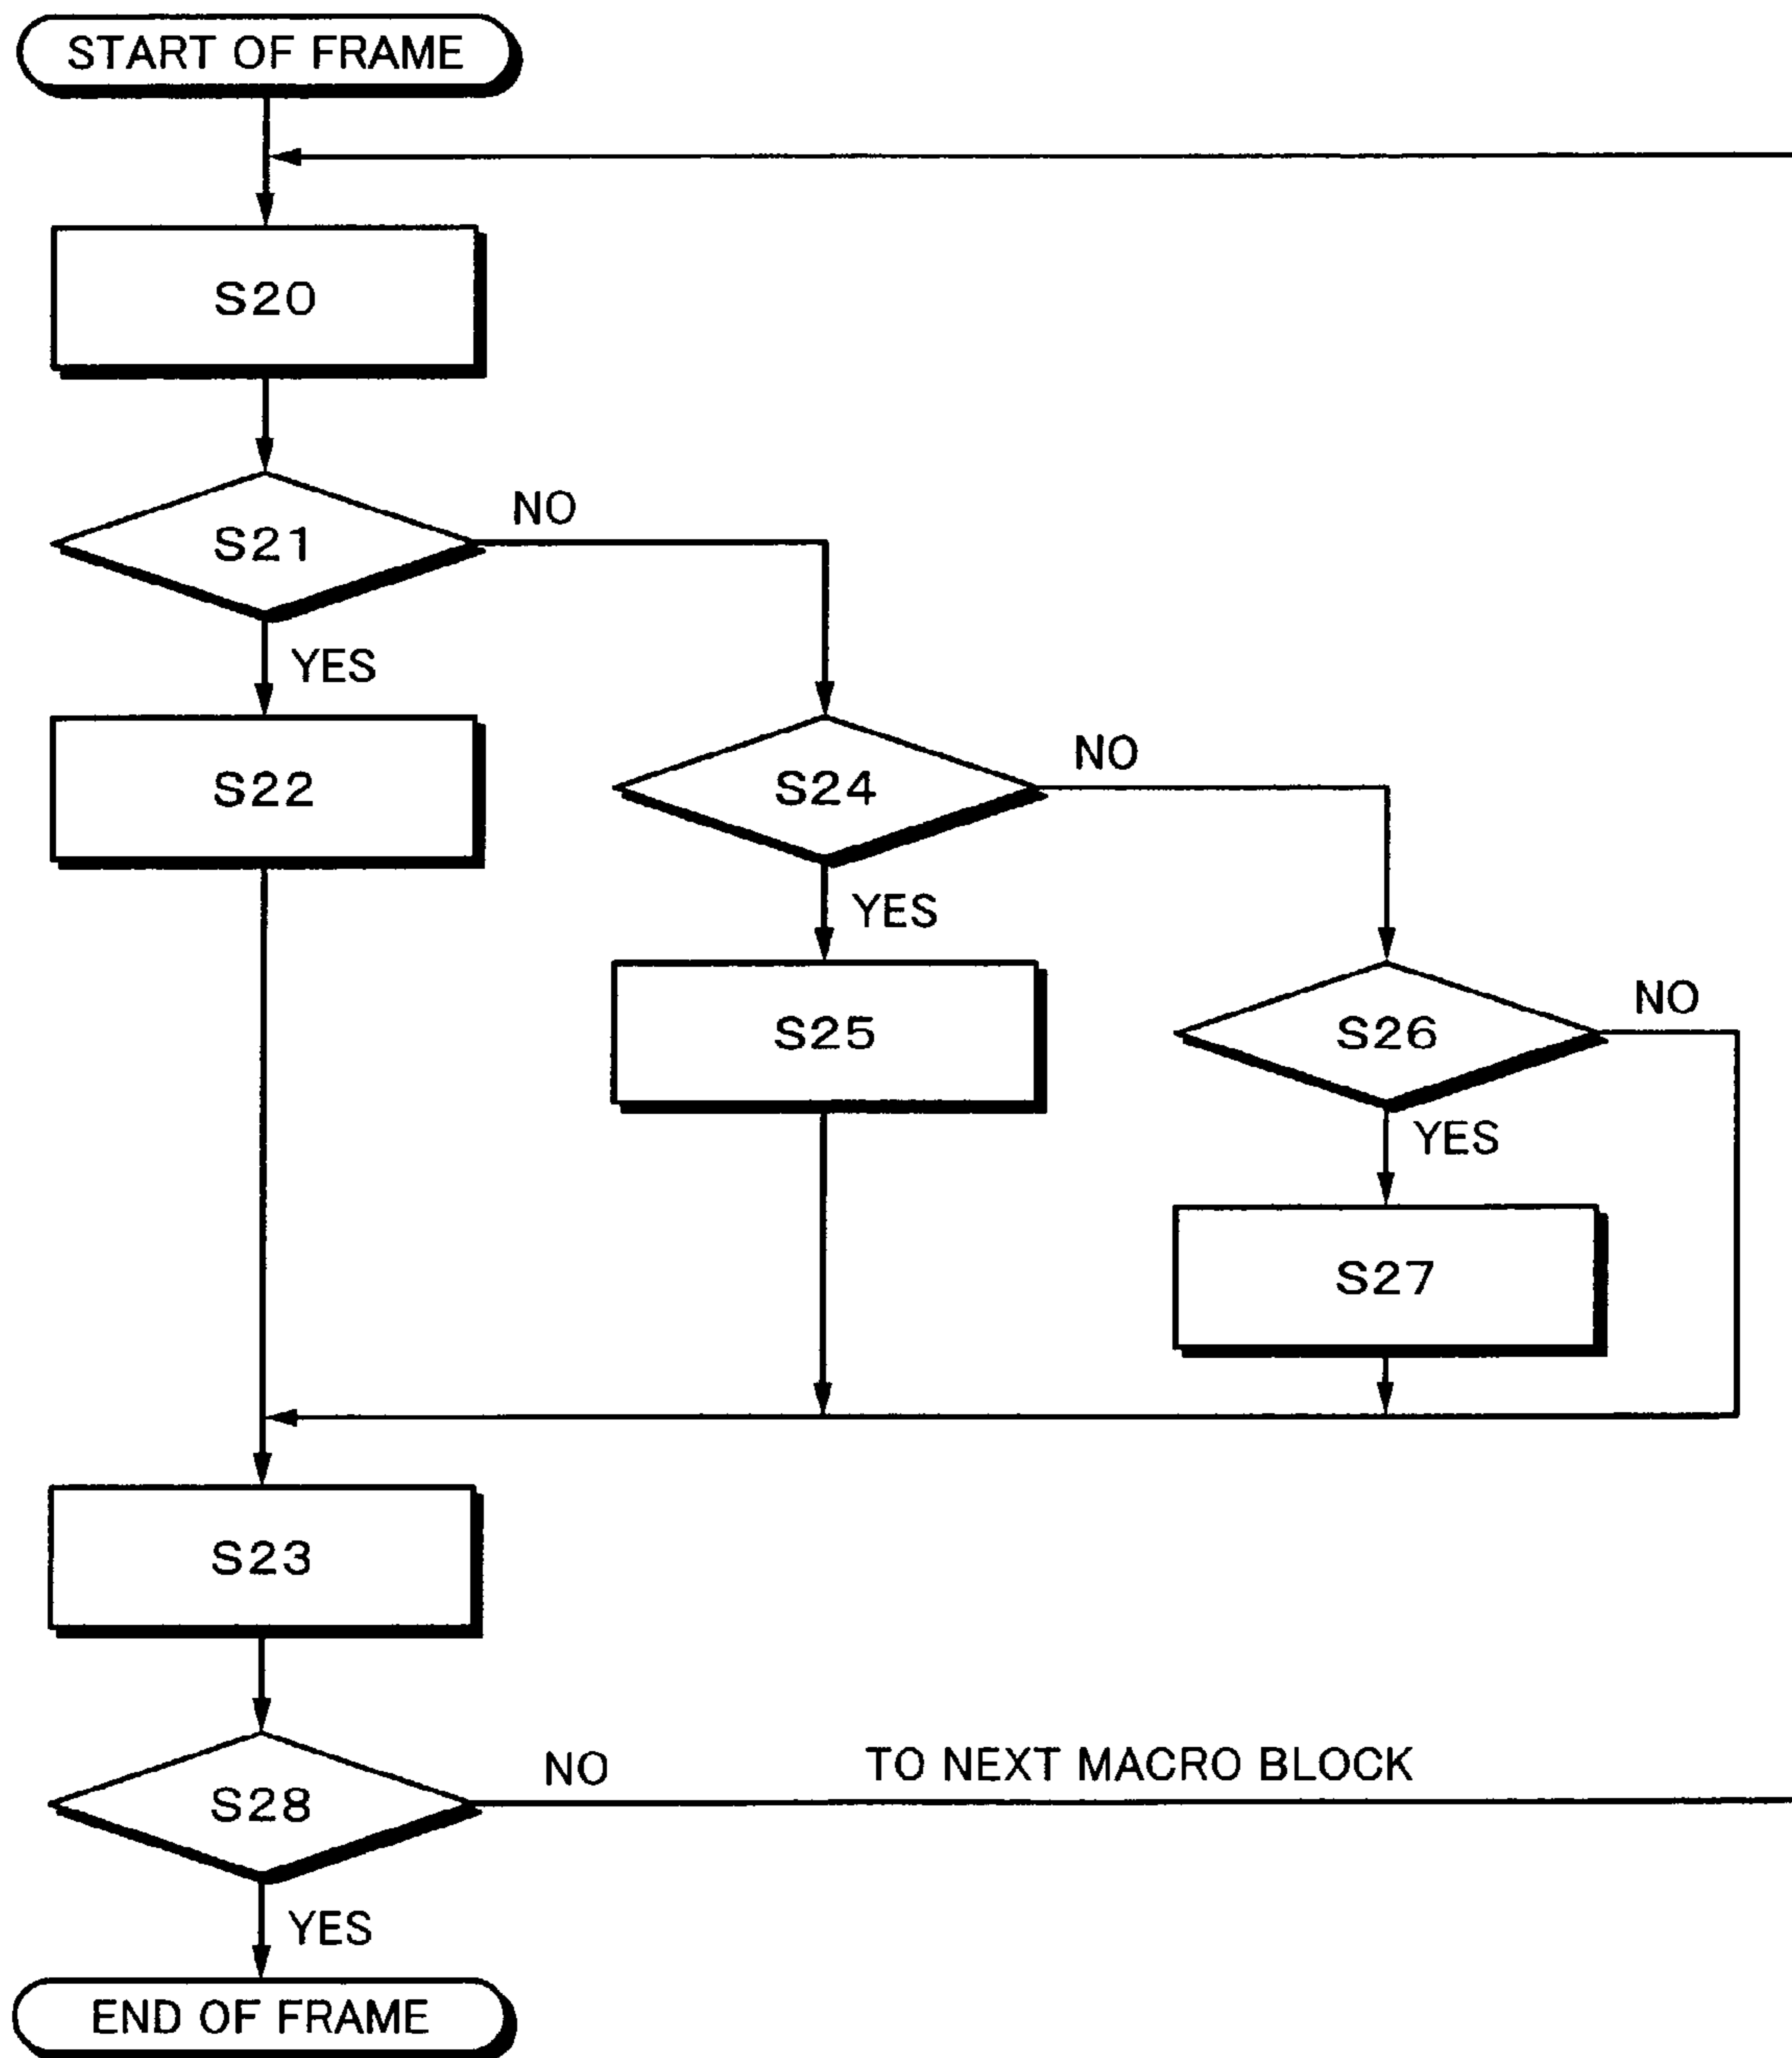 START OF FRAME
S20
S21
NO
YES
S22
S24
NO
YES
S25
S26
NO
YES
S27
S23
S28
NO
TO NEXT MACRO BLOCK
YES
END OF FRAME